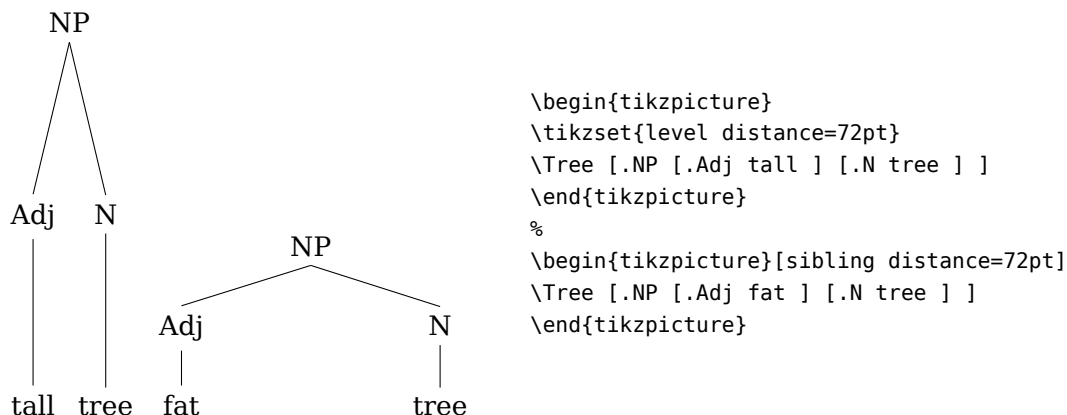 NP
Adj N
tall tree
NP
Adj N
fat tree
\begin{tikzpicture}
\tikzset{level distance=72pt}
\Tree [.NP [.Adj tall ] [.N tree ] ]
\end{tikzpicture}
%
\begin{tikzpicture}[sibling distance=72pt]
\Tree [.NP [.Adj fat ] [.N tree ] ]
\end{tikzpicture}